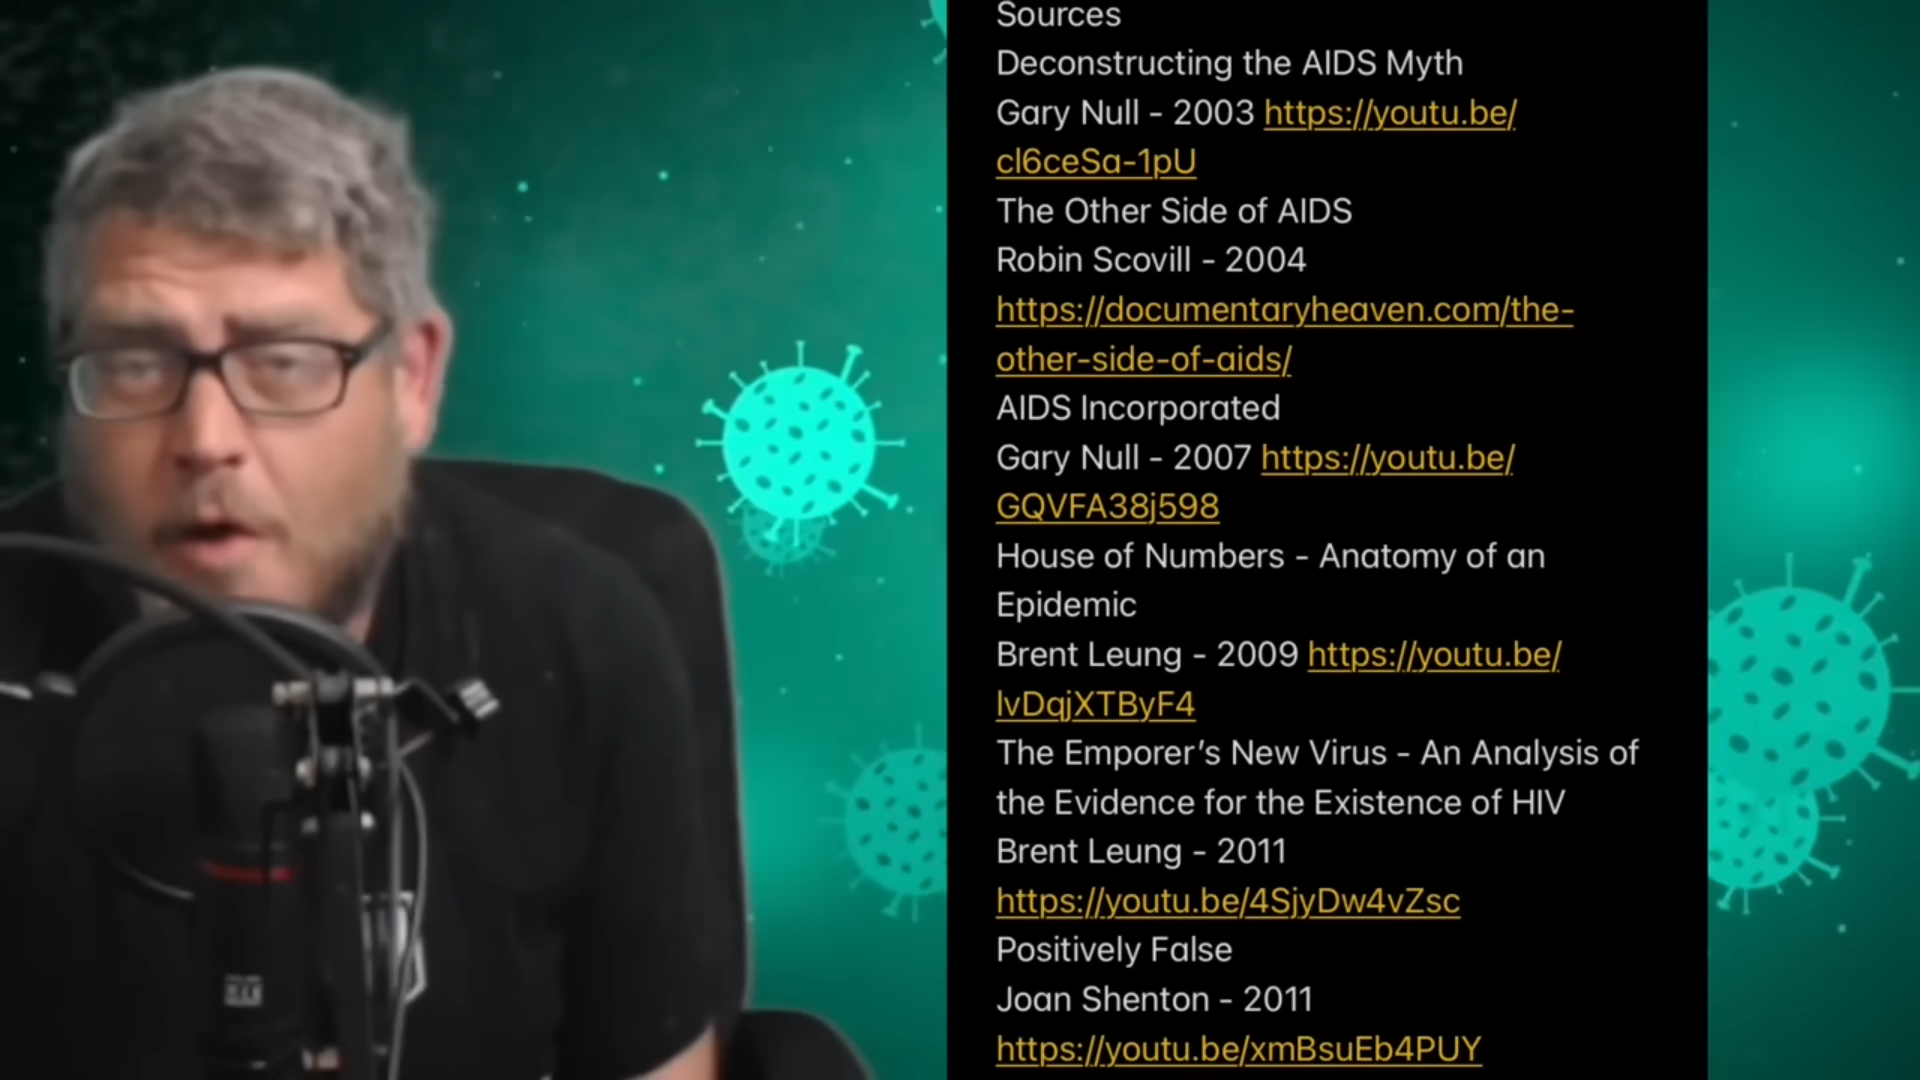 Sources
Deconstructing the AIDS Myth
Gary Null - 2003 https://youtu.be/
cl6ceSa-1pU
The Other Side of AIDS
Robin Scovill - 2004
https://documentaryheaven.com/the-
other-side-of-aids/
AIDS Incorporated
Gary Null - 2007 https://youtu.be/
GQVFA38j598
House of Numbers - Anatomy of an
Epidemic
Brent Leung - 2009 https://youtu.be/
lvDqjXTByF4
The Emporer's New Virus - An Analysis of
the Evidence for the Existence of HIV
Brent Leung - 2011
https://youtu.be/4SjyDw4vZsc
Positively False
Joan Shenton - 2011
https://youtu.be/xmBsuEb4PUY